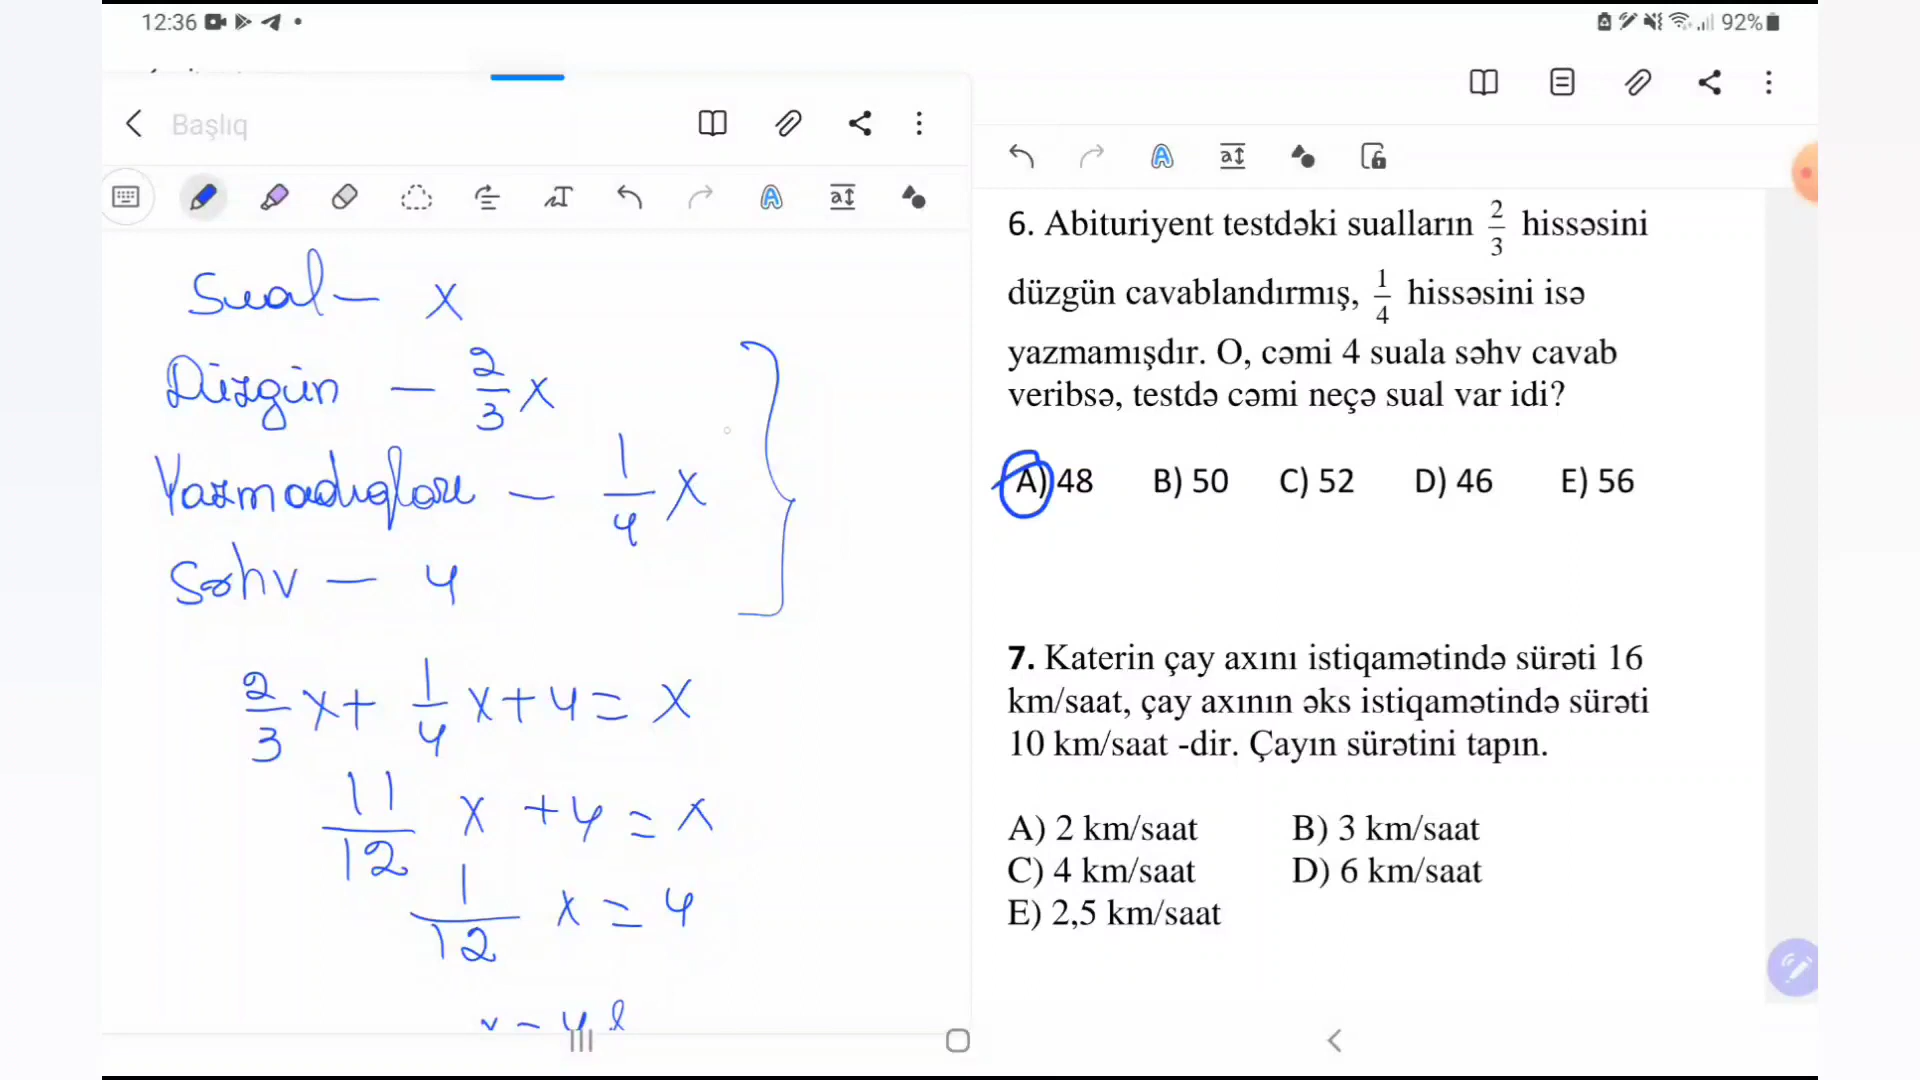 12:36
92%
Başlıq
Sual – x
Düzgün – 2/3 x
Yazmadıqları – 1/4 x
Səhv – 4
2/3 x + 1/4 x + 4 = x
11/12 x + 4 = x
1/12 x = 4
x = 48
6. Abituriyent testdəki sualların 2/3 hissəsini
düzgün cavablandırmış, 1/4 hissəsini isə
yazmamışdır. O, cəmi 4 suala səhv cavab
veribsə, testdə cəmi neçə sual var idi?
A) 48 B) 50 C) 52 D) 46 E) 56
7. Katerin çay axını istiqamətində sürəti 16
km/saat, çay axının əks istiqamətində sürəti
10 km/saat -dir. Çayın sürətini tapın.
A) 2 km/saat B) 3 km/saat
C) 4 km/saat D) 6 km/saat
E) 2,5 km/saat